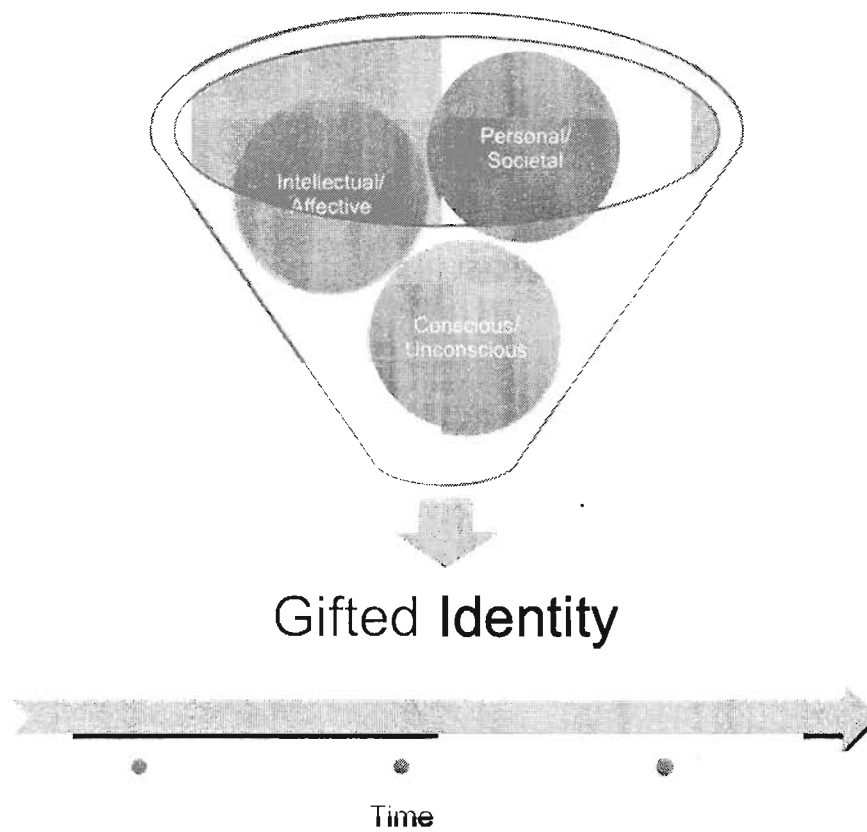 Personal/
Societal
Intellectual/
Affective
Conscious/
Unconscious
Gifted Identity
Time